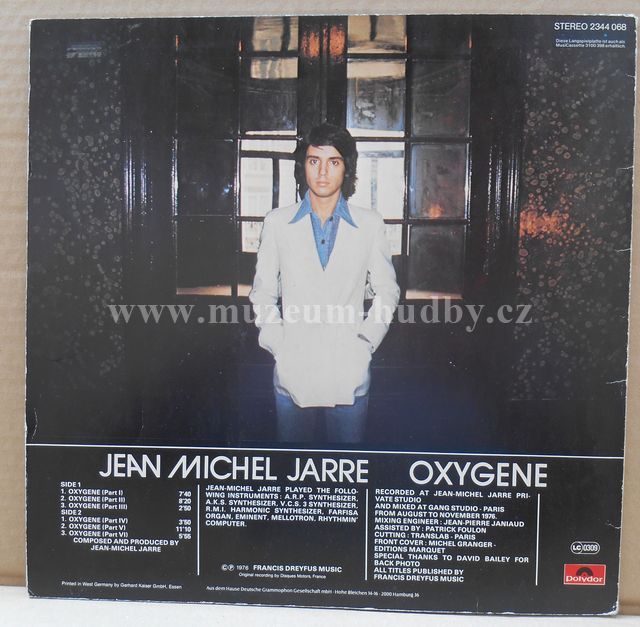 STEREO 2344 068
Diese Langspielplatte ist auch als
MusiCassette 3100 398 erhältlich
www.muzeum-hudby.cz
JEAN MICHEL JARRE OXYGENE
SIDE 1
1. OXYGENE (Part I) 7'40
2. OXYGENE (Part II) 8'20
3. OXYGENE (Part III) 2'50
SIDE 2
1. OXYGENE (Part IV) 3'50
2. OXYGENE (Part V) 11'10
3. OXYGENE (Part VI) 5'55
COMPOSED AND PRODUCED BY
JEAN-MICHEL JARRE
JEAN-MICHEL JARRE PLAYED THE FOLLO-
WING INSTRUMENTS : A.R.P. SYNTHESIZER,
A.K.S. SYNTHESIZER, V.C.S. 3 SYNTHESIZER,
R.M.I. HARMONIC SYNTHESIZER, FARFISA
ORGAN, EMINENT, MELLOTRON, RHYTHMIN'
COMPUTER.
RECORDED AT JEAN-MICHEL JARRE PRI-
VATE STUDIO
AND MIXED AT GANG STUDIO - PARIS
FROM AUGUST TO NOVEMBER 1976.
MIXING ENGINEER : JEAN-PIERRE JANIAUD
ASSISTED BY : PATRICK FOULON
CUTTING : TRANSLAB - PARIS
FRONT COVER : MICHEL GRANGER -
EDITIONS MARQUET
SPECIAL THANKS TO DAVID BAILEY FOR
BACK PHOTO
ALL TITLES PUBLISHED BY
FRANCIS DREYFUS MUSIC
LC 0309
Polydor
©℗ 1976 FRANCIS DREYFUS MUSIC
Original recording by Disques Motors, France
Printed in West Germany by Gerhard Kaiser GmbH, Essen
Aus dem Hause Deutsche Grammophon Gesellschaft mbH · Hohe Bleichen 14-16 · 2000 Hamburg 36